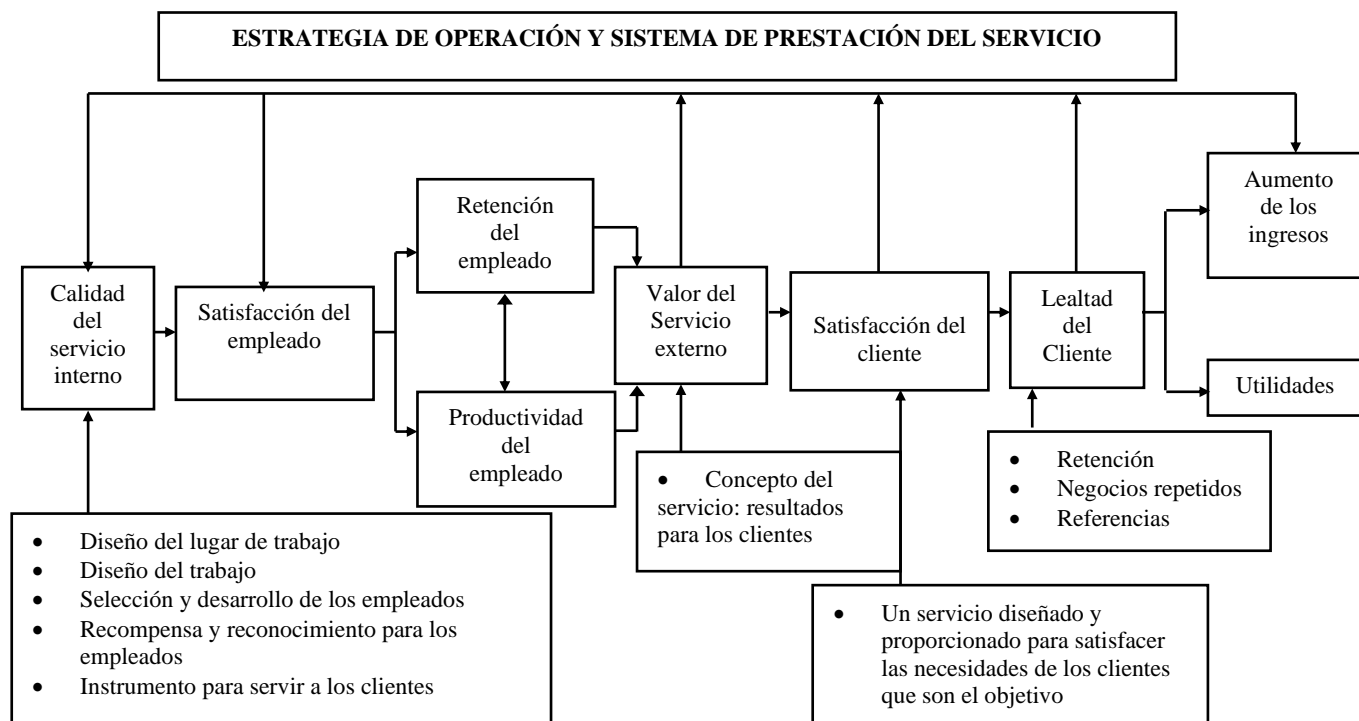 ESTRATEGIA DE OPERACIÓN Y SISTEMA DE PRESTACIÓN DEL SERVICIO
Calidad
del
servicio
interno
Satisfacción del
empleado
Retención
del
empleado
Productividad
del
empleado
Valor del
Servicio
externo
Satisfacción del
cliente
Lealtad
del
Cliente
Aumento
de los
ingresos
Utilidades
• Diseño del lugar de trabajo
• Diseño del trabajo
• Selección y desarrollo de los empleados
• Recompensa y reconocimiento para los
empleados
• Instrumento para servir a los clientes
• Concepto del
servicio: resultados
para los clientes
• Un servicio diseñado y
proporcionado para satisfacer
las necesidades de los clientes
que son el objetivo
• Retención
• Negocios repetidos
• Referencias